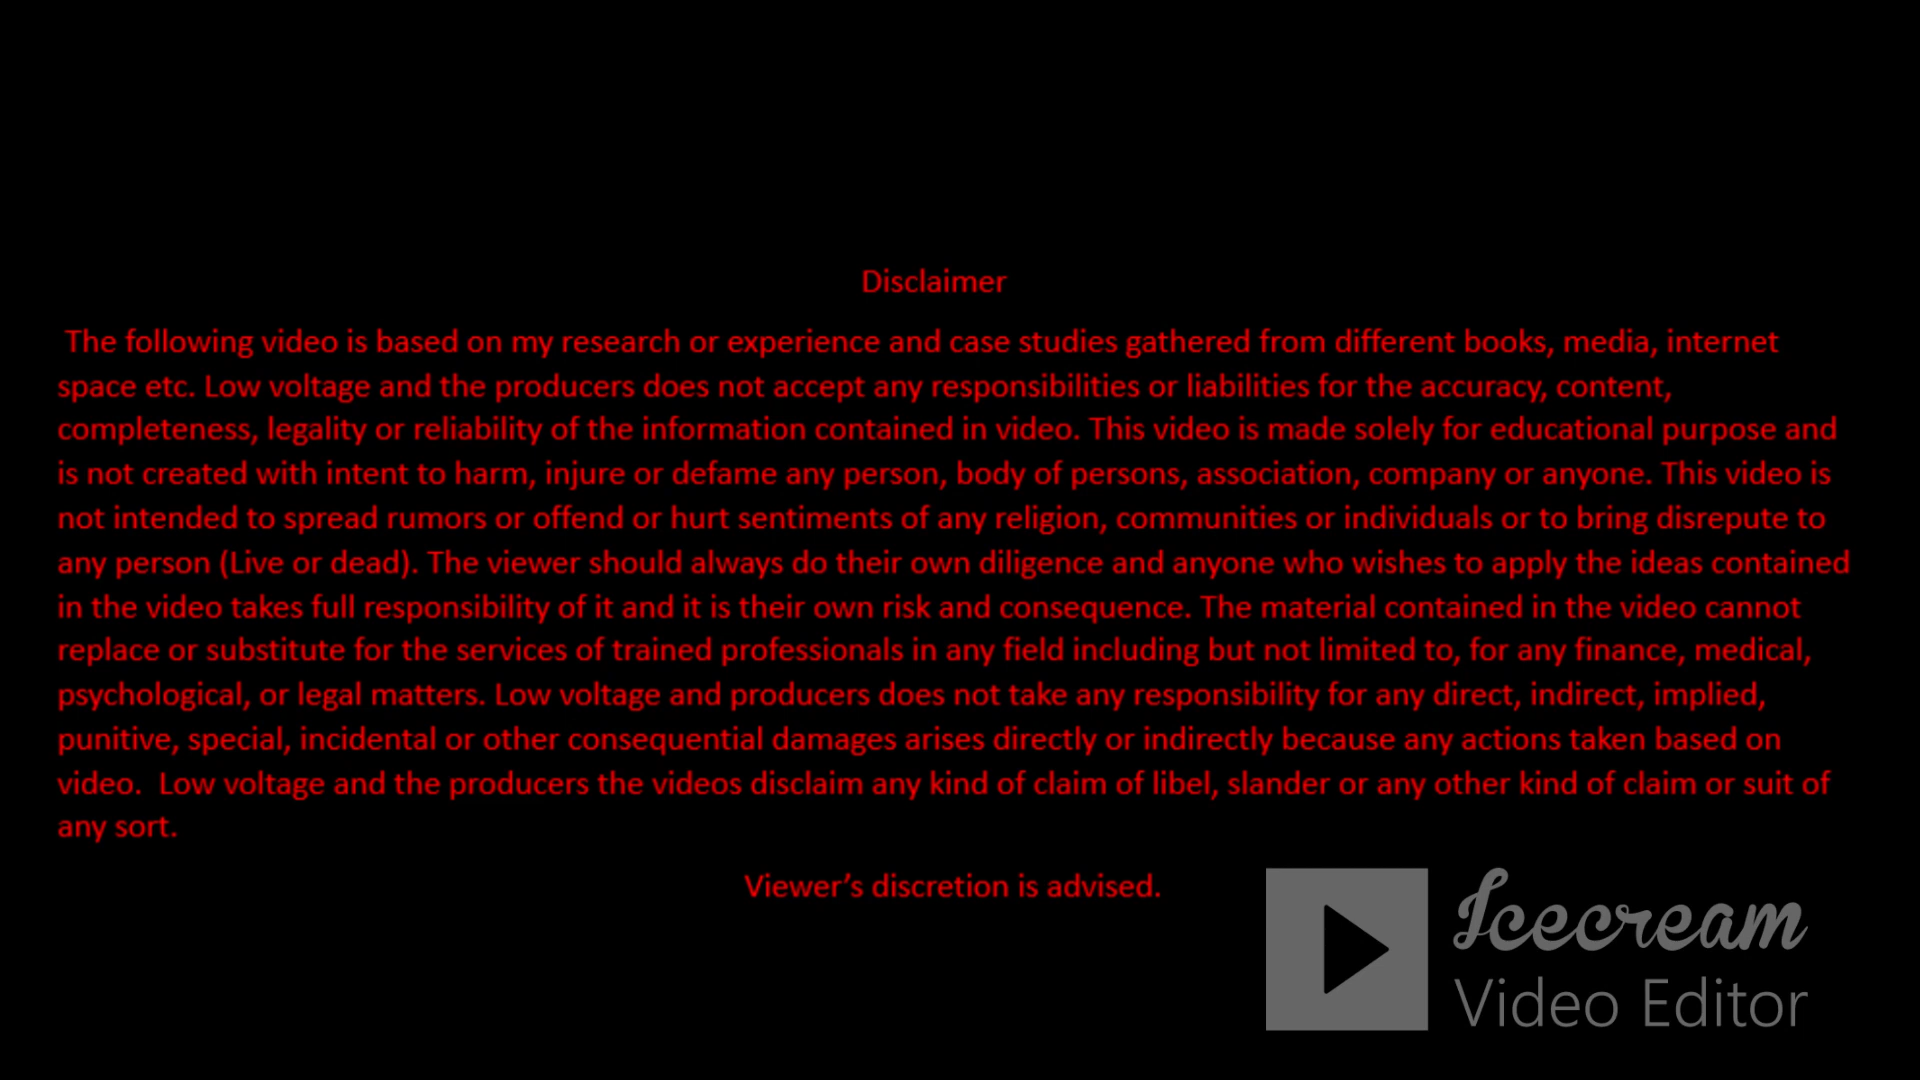 Disclaimer
The following video is based on my research or experience and case studies gathered from different books, media, internet
space etc. Low voltage and the producers does not accept any responsibilities or liabilities for the accuracy, content,
completeness, legality or reliability of the information contained in video. This video is made solely for educational purpose and
is not created with intent to harm, injure or defame any person, body of persons, association, company or anyone. This video is
not intended to spread rumors or offend or hurt sentiments of any religion, communities or individuals or to bring disrepute to
any person (Live or dead). The viewer should always do their own diligence and anyone who wishes to apply the ideas contained
in the video takes full responsibility of it and it is their own risk and consequence. The material contained in the video cannot
replace or substitute for the services of trained professionals in any field including but not limited to, for any finance, medical,
psychological, or legal matters. Low voltage and producers does not take any responsibility for any direct, indirect, implied,
punitive, special, incidental or other consequential damages arises directly or indirectly because any actions taken based on
video.  Low voltage and the producers the videos disclaim any kind of claim of libel, slander or any other kind of claim or suit of
any sort.
Viewer’s discretion is advised.
Icecream
Video Editor